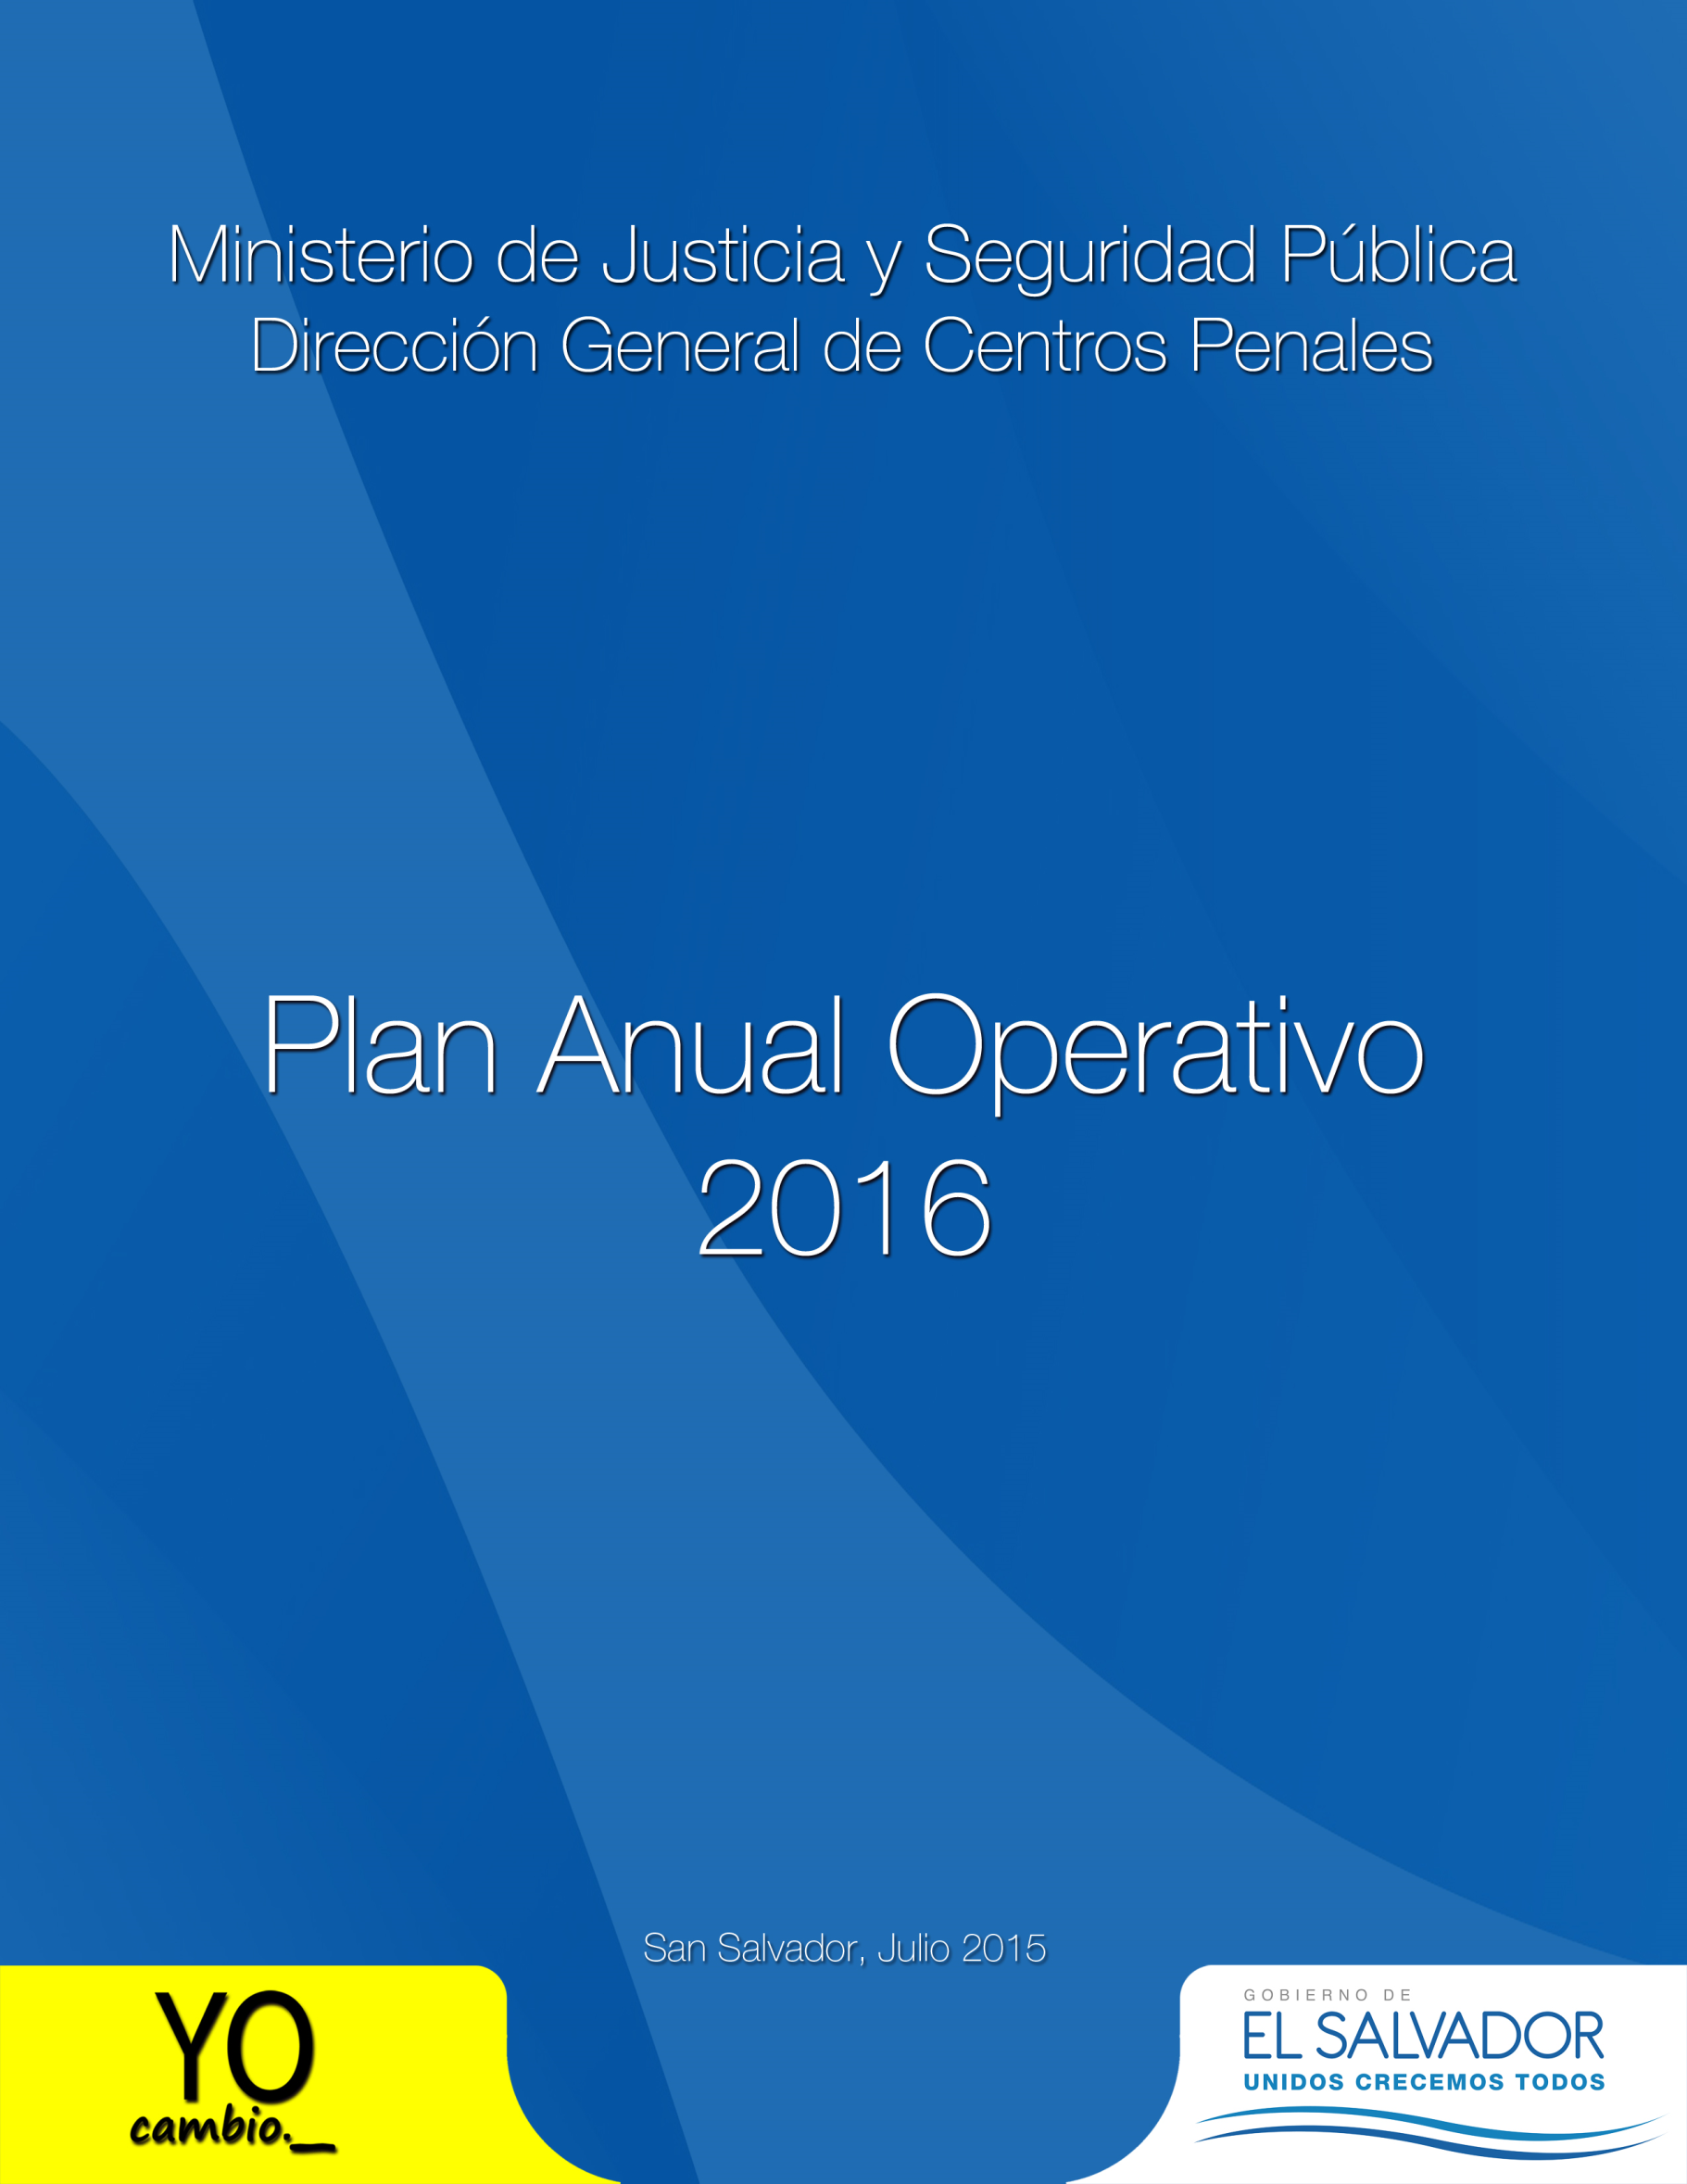 Ministerio de Justicia y Seguridad Pública
Dirección General de Centros Penales
Plan Anual Operativo
2016
San Salvador, Julio 2015
YO
cambio._
GOBIERNO DE
EL SALVADOR
UNIDOS CRECEMOS TODOS